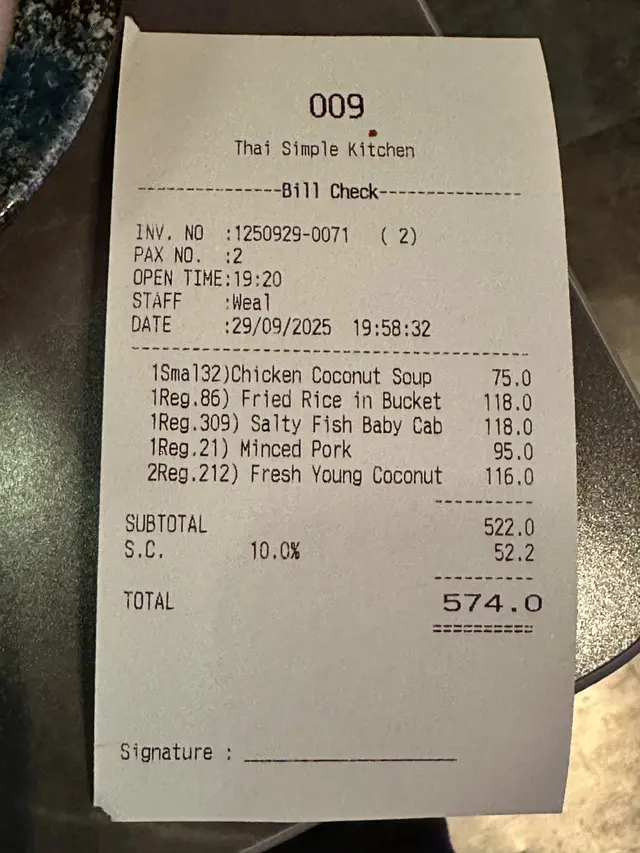 009
Thai Simple Kitchen
--------------Bill Check--------------
INV. NO :1250929-0071 ( 2)
PAX NO. :2
OPEN TIME:19:20
STAFF :Weal
DATE :29/09/2025 19:58:32
1Smal32)Chicken Coconut Soup 75.0
1Reg.86) Fried Rice in Bucket 118.0
1Reg.309) Salty Fish Baby Cab 118.0
1Reg.21) Minced Pork 95.0
2Reg.212) Fresh Young Coconut 116.0
SUBTOTAL 522.0
S.C. 10.0% 52.2
TOTAL 574.0
Signature : ____________________